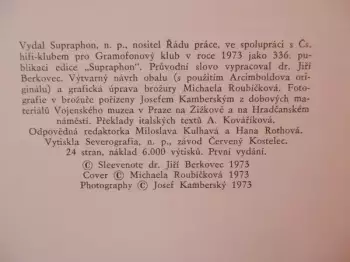 Vydal Supraphon, n. p., nositel Řádu práce, ve spolupráci s Čs.
hifi-klubem pro Gramofonový klub v roce 1973 jako 336. pu-
blikaci edice „Supraphon“. Průvodní slovo vypracoval dr. Jiří
Berkovec. Výtvarný návrh obalu (s použitím Arcimboldova ori-
ginálu) a grafická úprava brožury Michaela Roubíčková. Foto-
grafie v brožuře pořízeny Josefem Kamberským z dobových ma-
teriálů Vojenského muzea v Praze na Žižkově a na Hradčanském
náměstí. Překlady italských textů A. Kováříková.
Odpovědná redaktorka Miloslava Kulhavá a Hana Rothová.
Vytiskla Severografia, n. p., závod Červený Kostelec.
24 stran, náklad 6.000 výtisků. První vydání.
© Sleevenote dr. Jiří Berkovec 1973
Cover © Michaela Roubíčková 1973
Photography © Josef Kamberský 1973